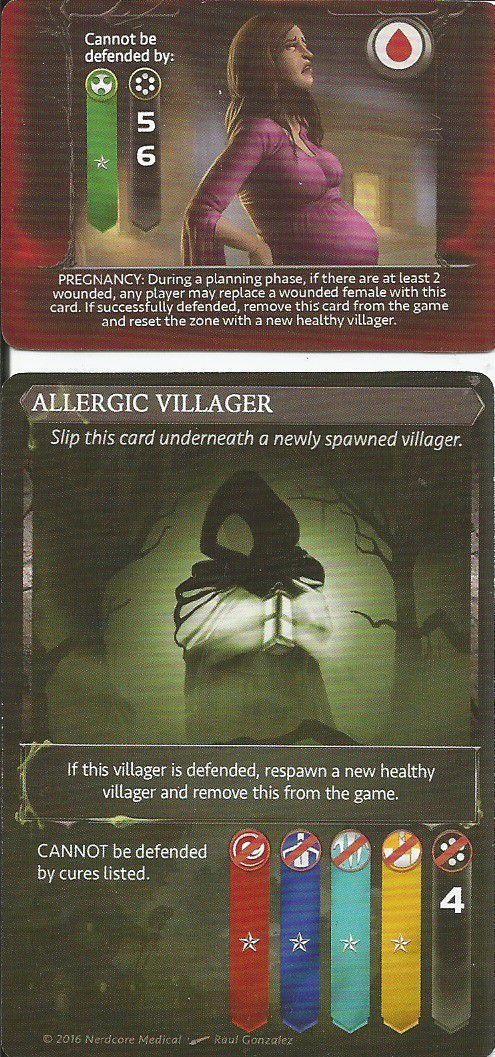 Cannot be
defended by:
5
6
PREGNANCY: During a planning phase, if there are at least 2
wounded, any player may replace a wounded female with this
card. If successfully defended, remove this card from the game
and reset the zone with a new healthy villager.
ALLERGIC VILLAGER
Slip this card underneath a newly spawned villager.
If this villager is defended, respawn a new healthy
villager and remove this from the game.
CANNOT be defended
by cures listed.
4
© 2016 Nerdcore Medical Raul Gonzalez